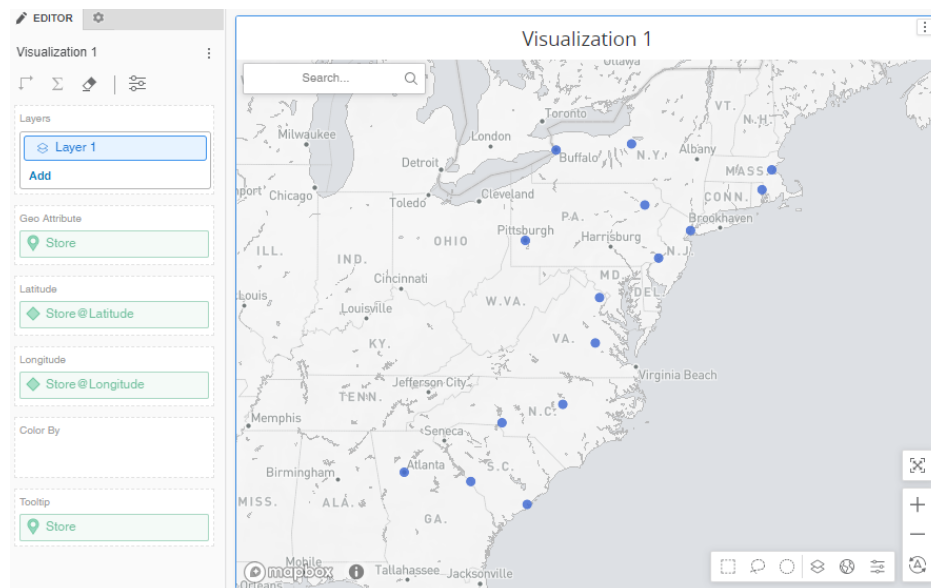 EDITOR
Visualization 1
Layers
Layer 1
Add
Geo Attribute
Store
Latitude
Store@Latitude
Longitude
Store@Longitude
Color By
Tooltip
Store
Visualization 1
Search...
Ottawa
Toronto
VT.
N.H.
Milwaukee
London
Buffalo
N.Y.
Albany
Detroit
MASS.
Chicago
Toledo
Cleveland
CONN.
Brookhaven
P.A.
Pittsburgh
Harrisburg
OHIO
N.J.
ILL.
IND.
MD.
DEL.
Cincinnati
Louis
Louisville
W.VA.
VA.
KY.
Virginia Beach
Jefferson City
TENN.
N.C.
Memphis
Seneca
Atlanta
Birmingham
S.C.
MISS.
ALA.
GA.
Mobile
mapbox
Tallahassee
Jacksonville
Orleans